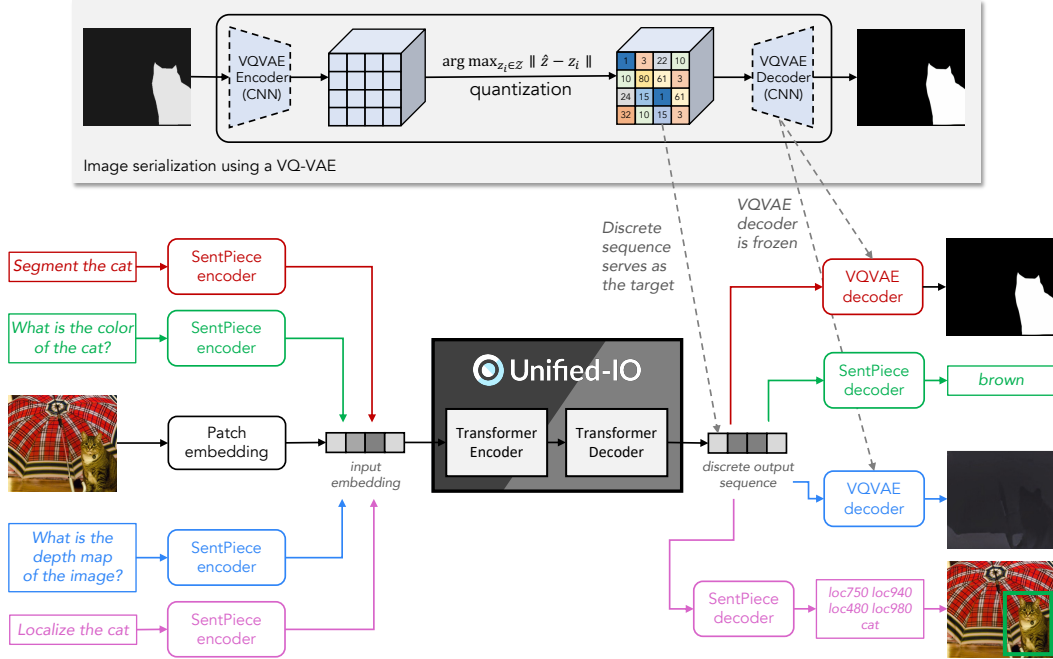 VQVAE
Encoder
(CNN)
arg max_{z_i∈𝒵} ∥ ẑ − z_i ∥
quantization
1 3 22 10
10 80 61 3
24 15 1 61
32 10 15 3
VQVAE
Decoder
(CNN)
Image serialization using a VQ-VAE
Discrete
sequence
serves as
the target
VQVAE
decoder
is frozen
Segment the cat
SentPiece
encoder
VQVAE
decoder
What is the color
of the cat?
SentPiece
encoder
SentPiece
decoder
brown
Unified-IO
Patch
embedding
input
embedding
Transformer
Encoder
Transformer
Decoder
discrete output
sequence
VQVAE
decoder
What is the
depth map
of the image?
SentPiece
encoder
Localize the cat
SentPiece
encoder
SentPiece
decoder
loc750 loc940
loc480 loc980
cat